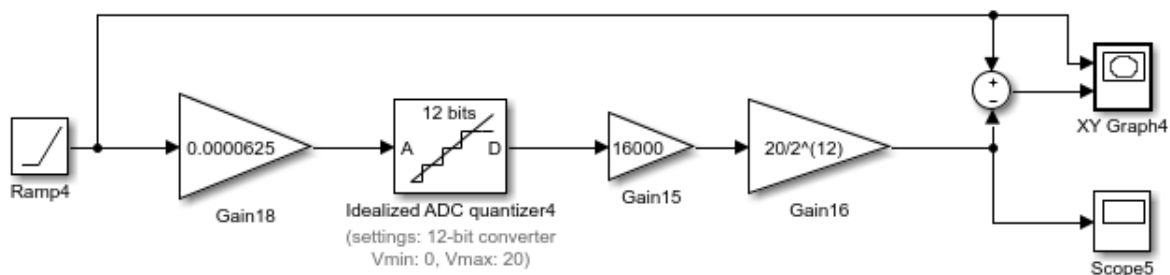 +
−
XY Graph4
12 bits
0.0000625
A
D
16000
20/2^(12)
Ramp4
Gain18
Idealized ADC quantizer4
(settings: 12-bit converter
Vmin: 0, Vmax: 20)
Gain15
Gain16
Scope5